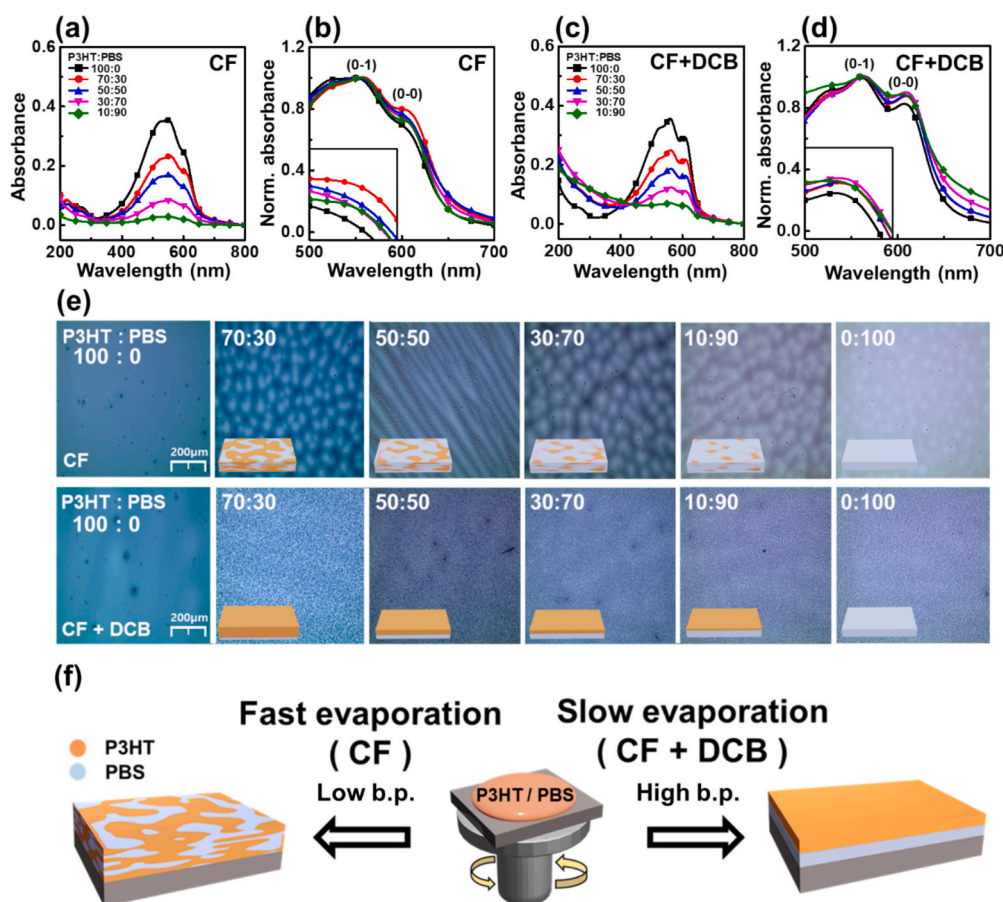 (a)
0.6
0.4
0.2
0.0
Absorbance
P3HT:PBS
100:0
70:30
50:50
30:70
10:90
CF
200 400 600 800
Wavelength (nm)
(b)
1.2
0.8
0.4
0.0
Norm. absorbance
(0-1)
(0-0)
CF
500 600 700
Wavelength (nm)
(c)
0.6
0.4
0.2
0.0
Absorbance
P3HT:PBS
100:0
70:30
50:50
30:70
10:90
CF+DCB
200 400 600 800
Wavelength (nm)
(d)
1.2
0.8
0.4
0.0
Norm. absorbance
(0-1)
(0-0)
CF+DCB
500 600 700
Wavelength (nm)
(e)
P3HT : PBS
100 : 0
CF
200μm
70:30
50:50
30:70
10:90
0:100
P3HT : PBS
100 : 0
CF + DCB
200μm
70:30
50:50
30:70
10:90
0:100
(f)
P3HT
PBS
Fast evaporation
( CF )
Low b.p.
P3HT / PBS
Slow evaporation
( CF + DCB )
High b.p.